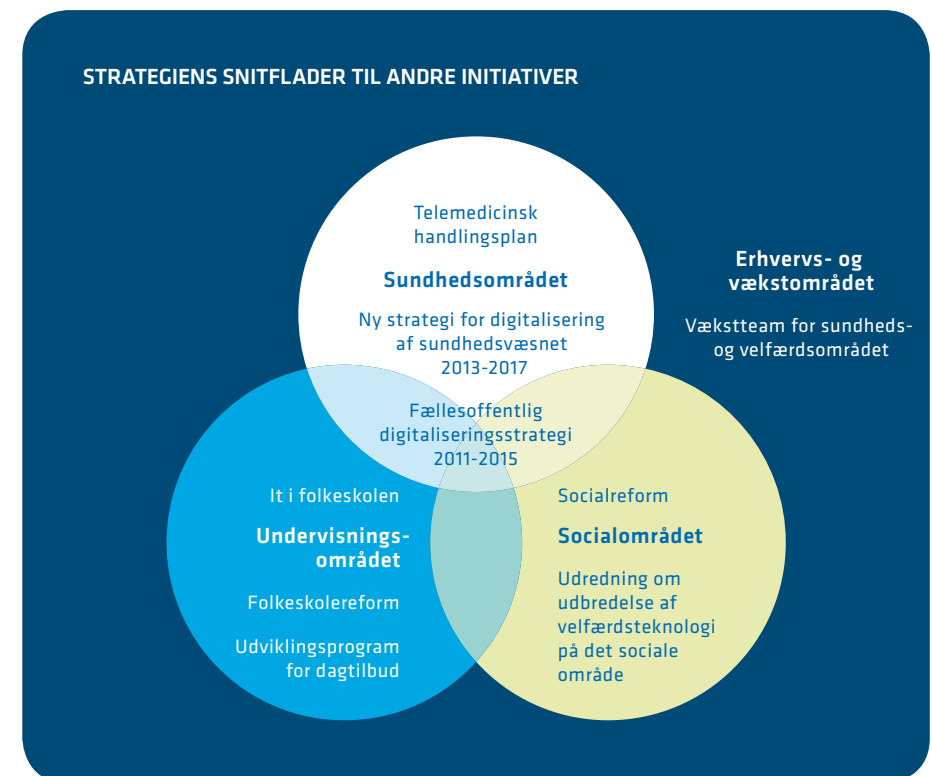 STRATEGIENS SNITFLADER TIL ANDRE INITIATIVER
Telemedicinsk
handlingsplan
Sundhedsområdet
Ny strategi for digitalisering
af sundhedsvæsnet
2013-2017
Erhvervs- og
vækstområdet
Vækstteam for sundheds-
og velfærdsområdet
Fællesoffentlig
digitaliseringsstrategi
2011-2015
It i folkeskolen
Undervisnings-
området
Folkeskolereform
Udviklingsprogram
for dagtilbud
Socialreform
Socialområdet
Udredning om
udbredelse af
velfærdsteknologi
på det sociale
område